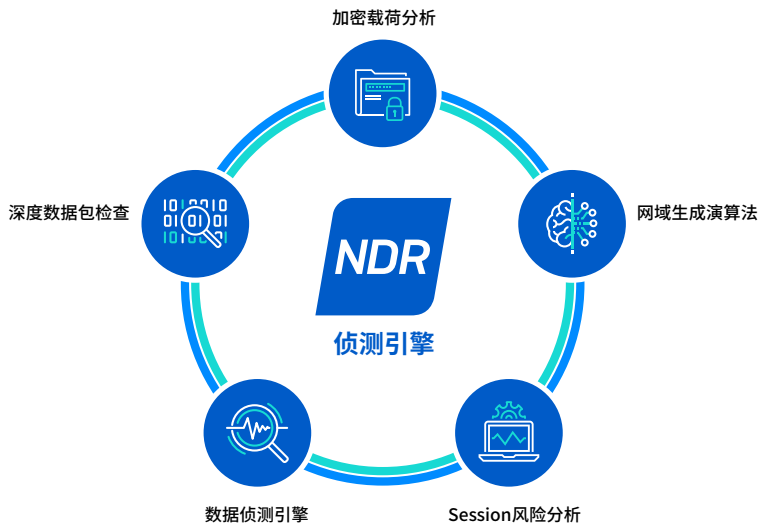 加密载荷分析
深度数据包检查
网域生成演算法
NDR
侦测引擎
数据侦测引擎
Session风险分析